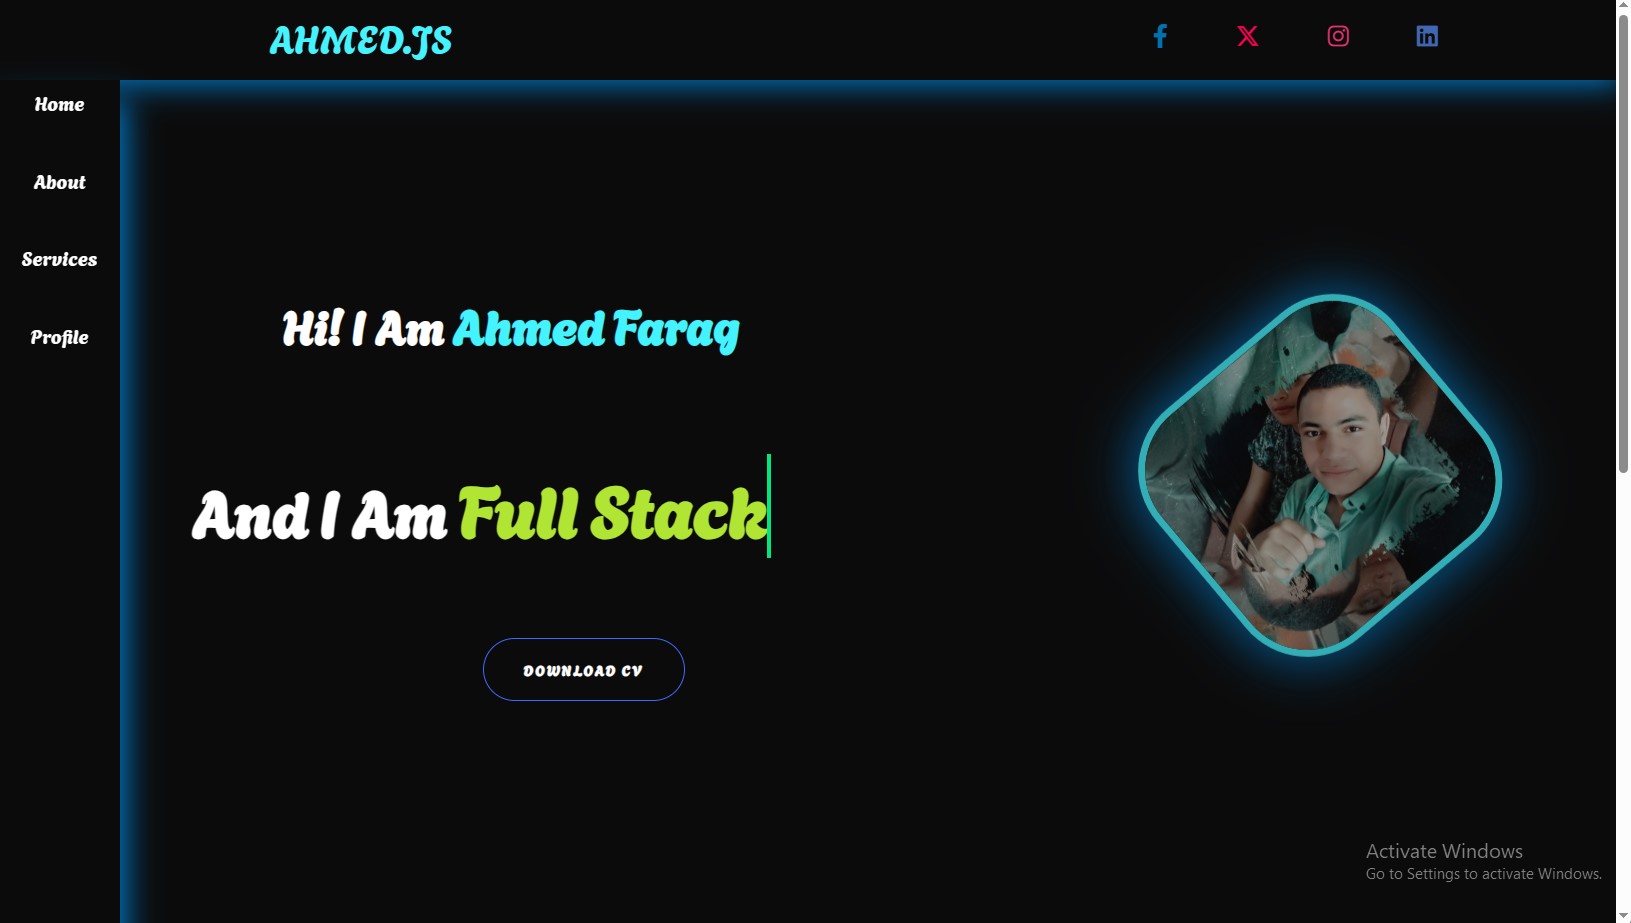 AHMED.JS
Home
About
Services
Profile
Hi! I Am Ahmed Farag
And I Am Full Stack
DOWNLOAD CV
Activate Windows
Go to Settings to activate Windows.